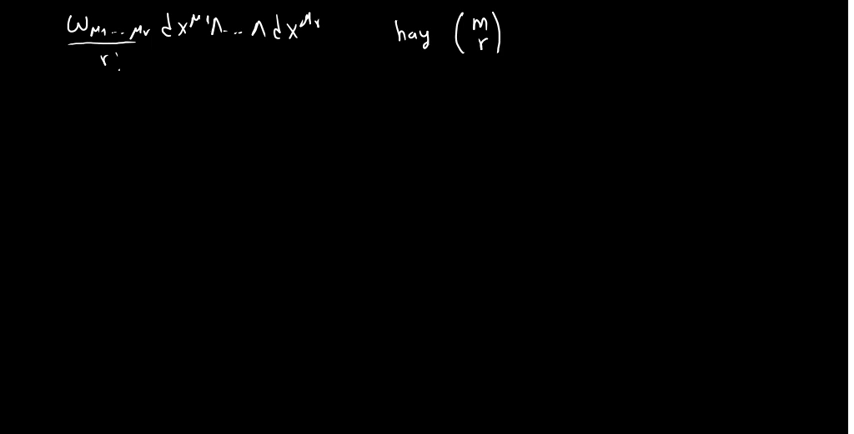 ω_{μ₁...μᵣ}/r! dx^{μ₁} ∧ ... ∧ dx^{μᵣ} hay (m r)